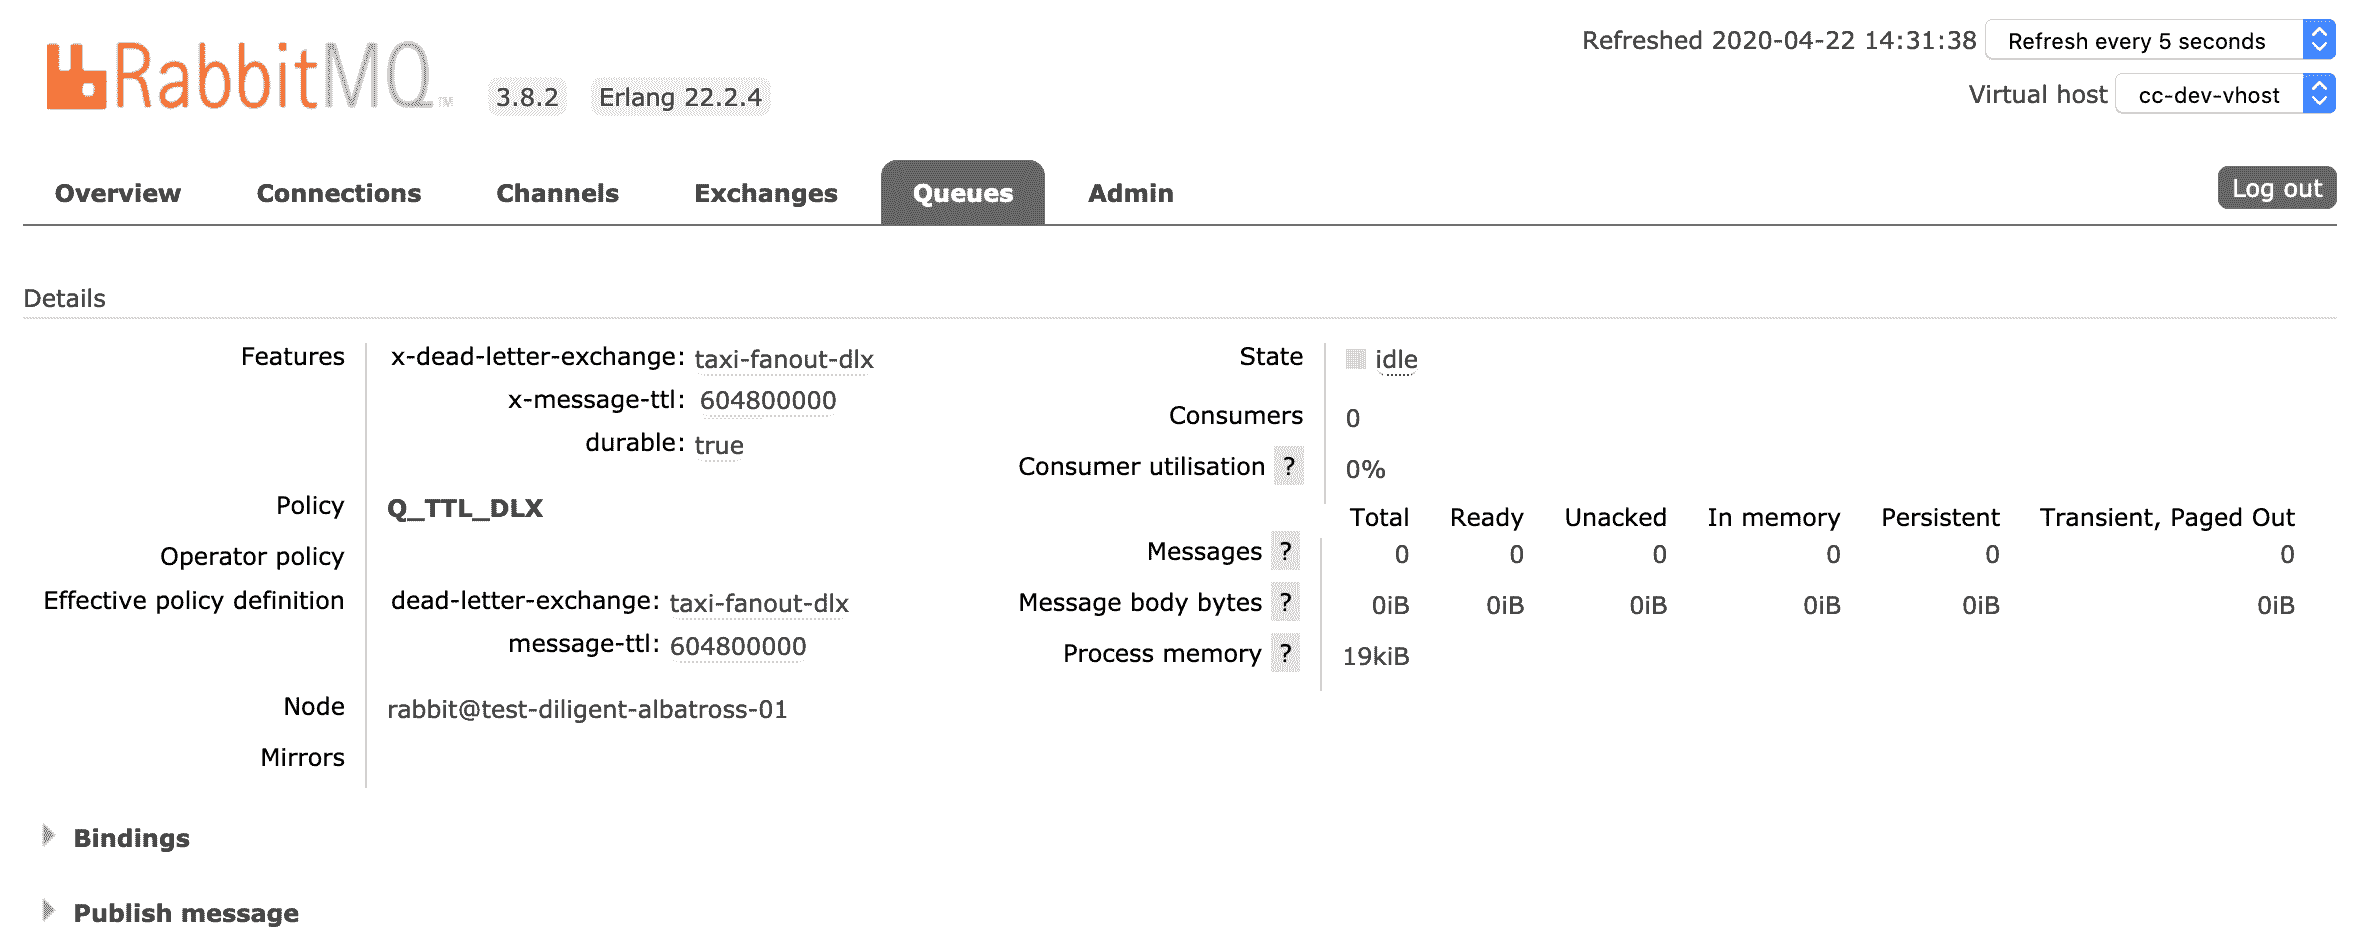 Refreshed 2020-04-22 14:31:38 Refresh every 5 seconds
RabbitMQ TM 3.8.2 Erlang 22.2.4
Virtual host cc-dev-vhost
Overview Connections Channels Exchanges Queues Admin Log out
Details
Features x-dead-letter-exchange: taxi-fanout-dlx
x-message-ttl: 604800000
durable: true
Policy Q_TTL_DLX
Operator policy
Effective policy definition dead-letter-exchange: taxi-fanout-dlx
message-ttl: 604800000
Node rabbit@test-diligent-albatross-01
Mirrors
State idle
Consumers 0
Consumer utilisation ? 0%
Total Ready Unacked In memory Persistent Transient, Paged Out
Messages ? 0 0 0 0 0 0
Message body bytes ? 0iB 0iB 0iB 0iB 0iB 0iB
Process memory ? 19kiB
Bindings
Publish message